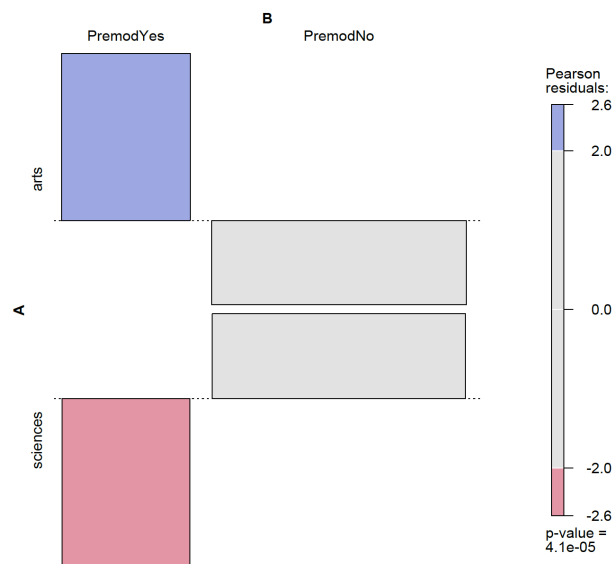 B
PremodYes PremodNo
Pearson
residuals:
2.6
2.0
arts
0.0
A
sciences
-2.0
-2.6
p-value =
4.1e-05